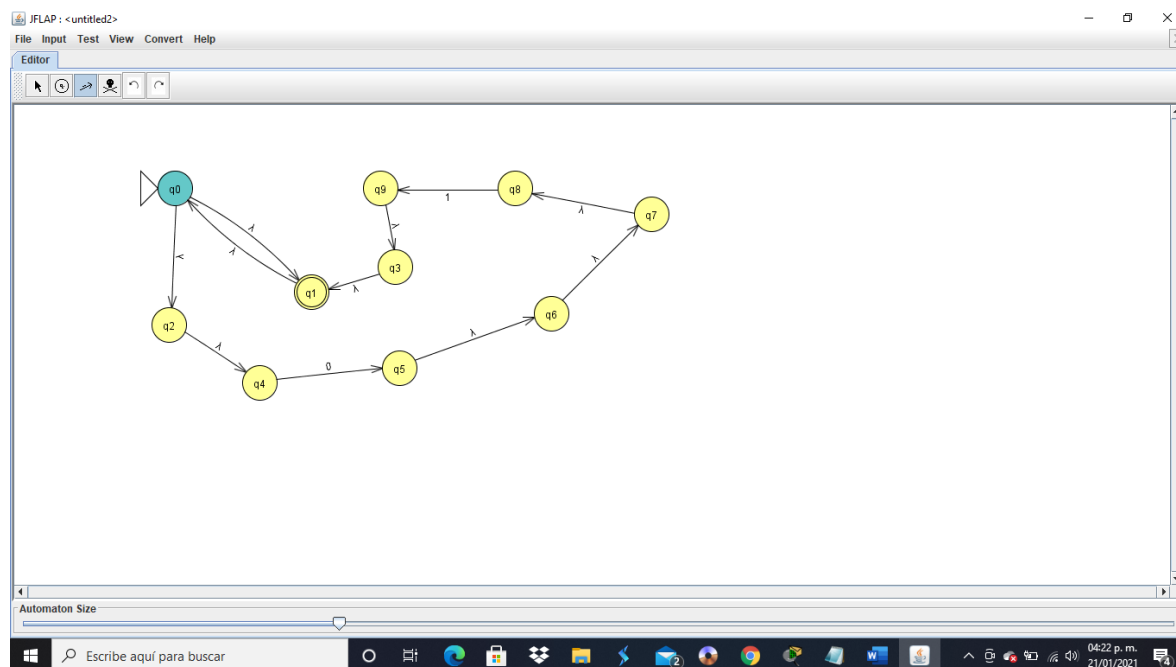 JFLAP : <untitled2>
File Input Test View Convert Help
Editor
q0
q9
1
q8
q7
λ
λ
λ
λ
λ
q3
λ
λ
q1
λ
q2
q6
λ
λ
q4
0
q5
Automaton Size
Escribe aquí para buscar
2
W
04:22 p. m.
21/01/2021